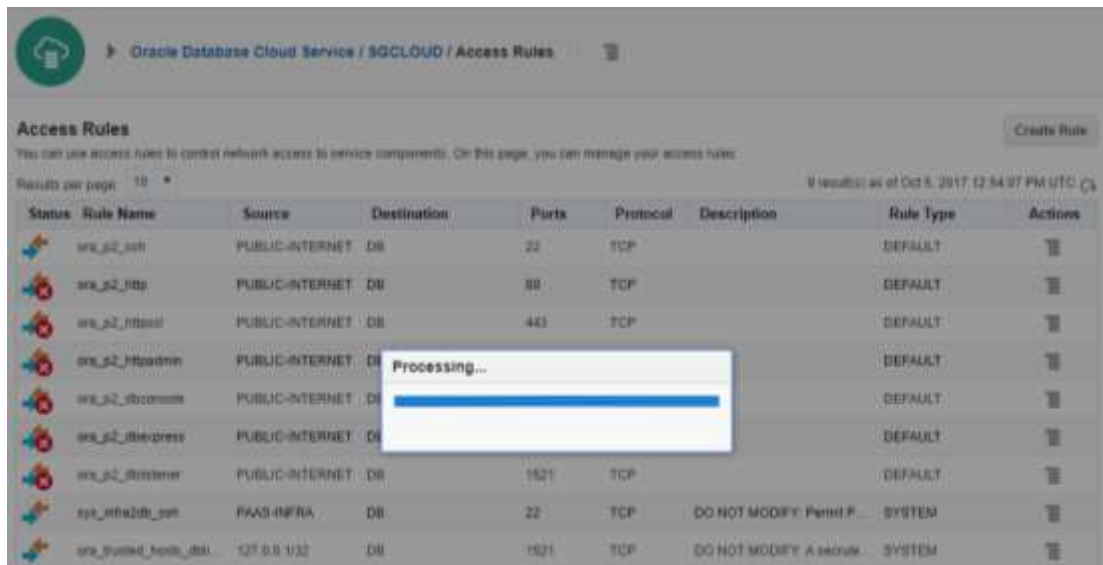 Oracle Database Cloud Service / SGCLOUD / Access Rules
Access Rules
Create Rule
You can use access rules to control network access to service components. On this page, you can manage your access rules.
Results per page: 10
9 result(s) as of Oct 5, 2017 12:54:07 PM UTC
Status Rule Name Source Destination Ports Protocol Description Rule Type Actions
ora_p2_ssh PUBLIC-INTERNET DB 22 TCP DEFAULT
ora_p2_http PUBLIC-INTERNET DB 80 TCP DEFAULT
ora_p2_httpssl PUBLIC-INTERNET DB 443 TCP DEFAULT
ora_p2_httpadmin PUBLIC-INTERNET DEFAULT
ora_p2_dbconsole PUBLIC-INTERNET DEFAULT
ora_p2_dbexpress PUBLIC-INTERNET DEFAULT
Processing...
ora_p2_dblistener PUBLIC-INTERNET DB 1521 TCP DEFAULT
sys_infra2db_ssh PAAS-INFRA DB 22 TCP DO NOT MODIFY: Permit P... SYSTEM
ora_trusted_hosts_dbli... 127.0.0.1/32 DB 1521 TCP DO NOT MODIFY: A secrule... SYSTEM